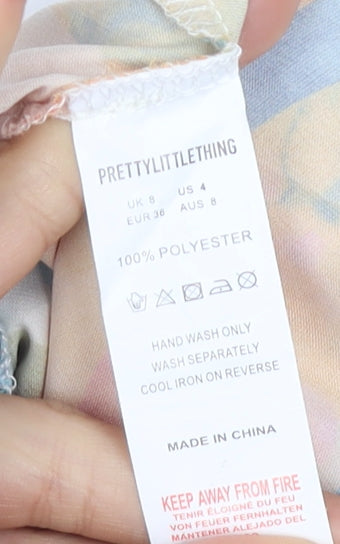 PRETTYLITTLETHING
UK 8 US 4
EUR 36 AUS 8
100% POLYESTER
HAND WASH ONLY
WASH SEPARATELY
COOL IRON ON REVERSE
MADE IN CHINA
KEEP AWAY FROM FIRE
TENIR ÉLOIGNÉ DU FEU
VON FEUER FERNHALTEN
MANTENER ALEJADO DEL